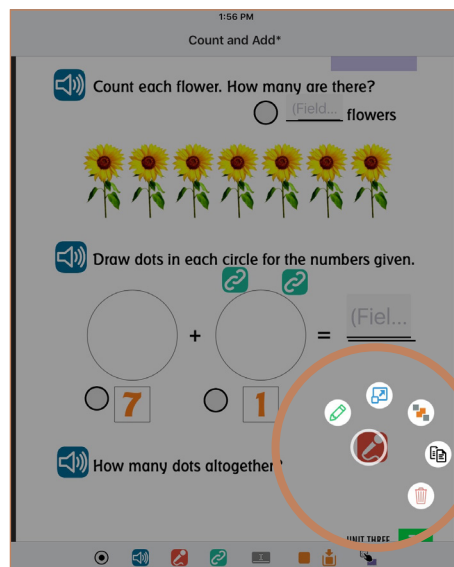 1:56 PM
Count and Add*
Count each flower. How many are there?
(Field... flowers
Draw dots in each circle for the numbers given.
+ = (Fiel...
7 1
How many dots altogether?
UNIT THREE